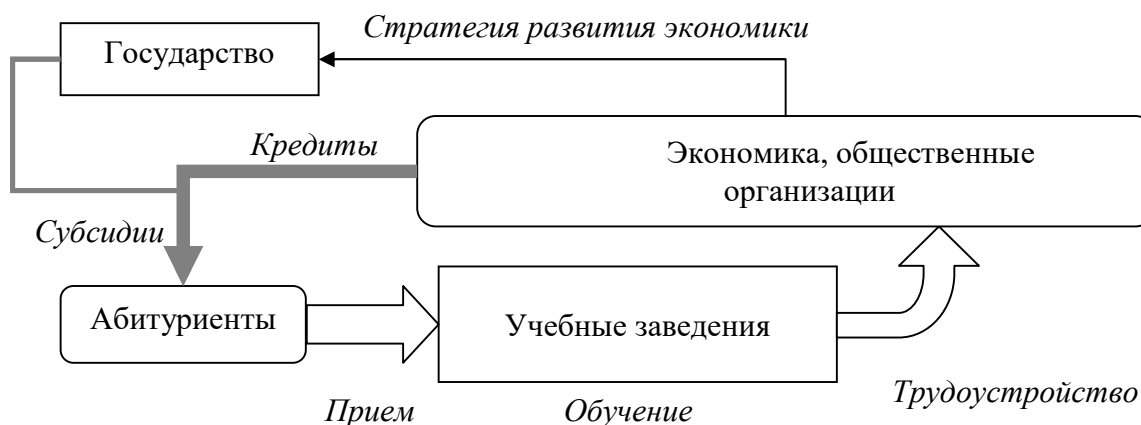 Государство
Стратегия развития экономики
Кредиты
Экономика, общественные
организации
Субсидии
Абитуриенты
Учебные заведения
Прием
Обучение
Трудоустройство